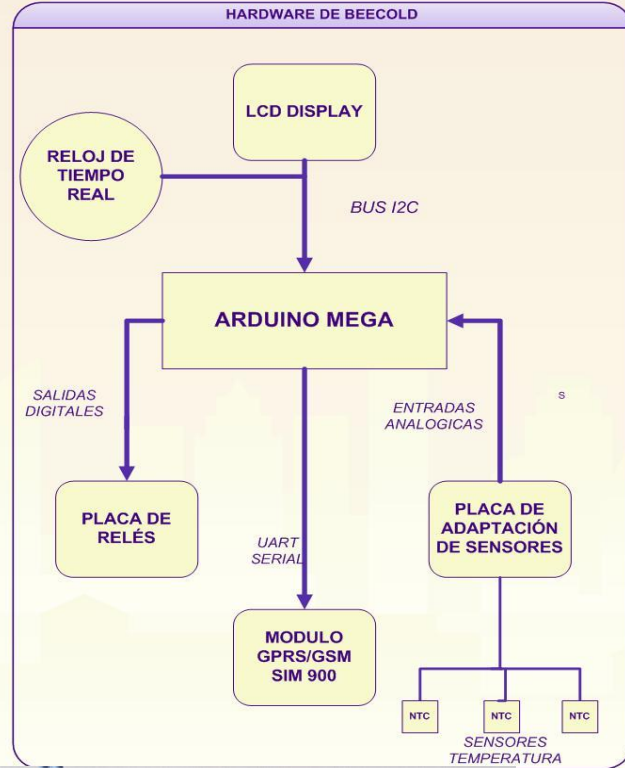 HARDWARE DE BEECOLD
LCD DISPLAY
RELOJ DE
TIEMPO
REAL
BUS I2C
ARDUINO MEGA
SALIDAS
DIGITALES
ENTRADAS
ANALOGICAS
S
PLACA DE
RELÉS
UART
SERIAL
PLACA DE
ADAPTACIÓN
DE SENSORES
MODULO
GPRS/GSM
SIM 900
NTC
NTC
NTC
SENSORES
TEMPERATURA